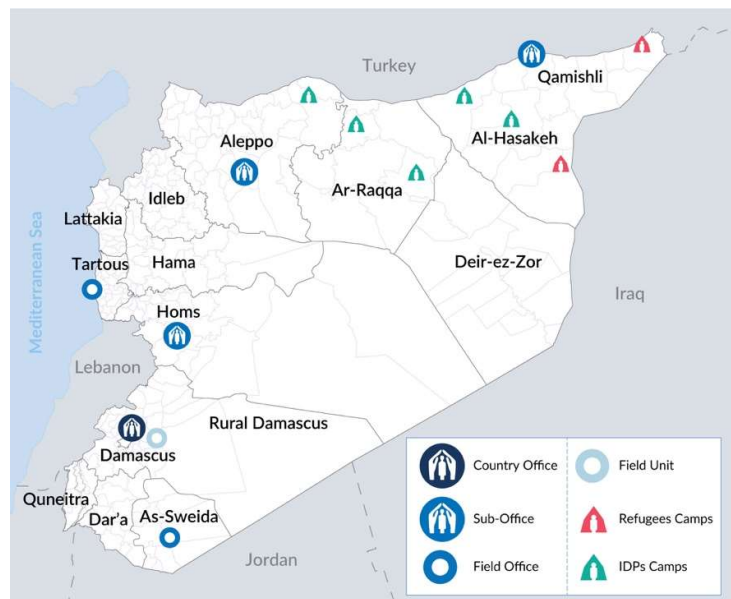 Turkey
Qamishli
Aleppo
Al-Hasakeh
Ar-Raqqa
Idleb
Lattakia
Tartous
Hama
Deir-ez-Zor
Mediterranean Sea
Iraq
Homs
Lebanon
Rural Damascus
Damascus
Quneitra
Dar'a
As-Sweida
Jordan
Country Office
Sub-Office
Field Office
Field Unit
Refugees Camps
IDPs Camps